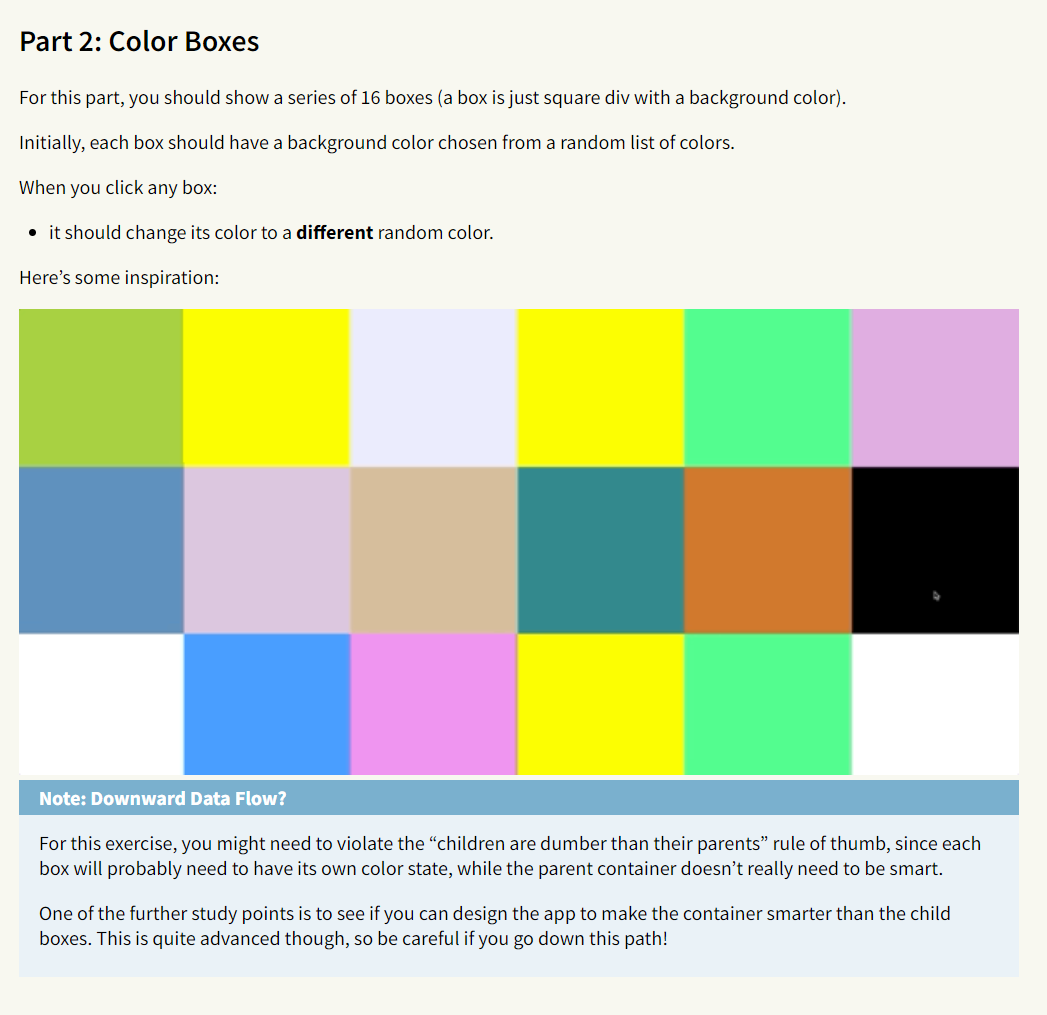 Part 2: Color Boxes
For this part, you should show a series of 16 boxes (a box is just square div with a background color).
Initially, each box should have a background color chosen from a random list of colors.
When you click any box:
• it should change its color to a different random color.
Here’s some inspiration:
Note: Downward Data Flow?
For this exercise, you might need to violate the “children are dumber than their parents” rule of thumb, since each
box will probably need to have its own color state, while the parent container doesn’t really need to be smart.
One of the further study points is to see if you can design the app to make the container smarter than the child
boxes. This is quite advanced though, so be careful if you go down this path!